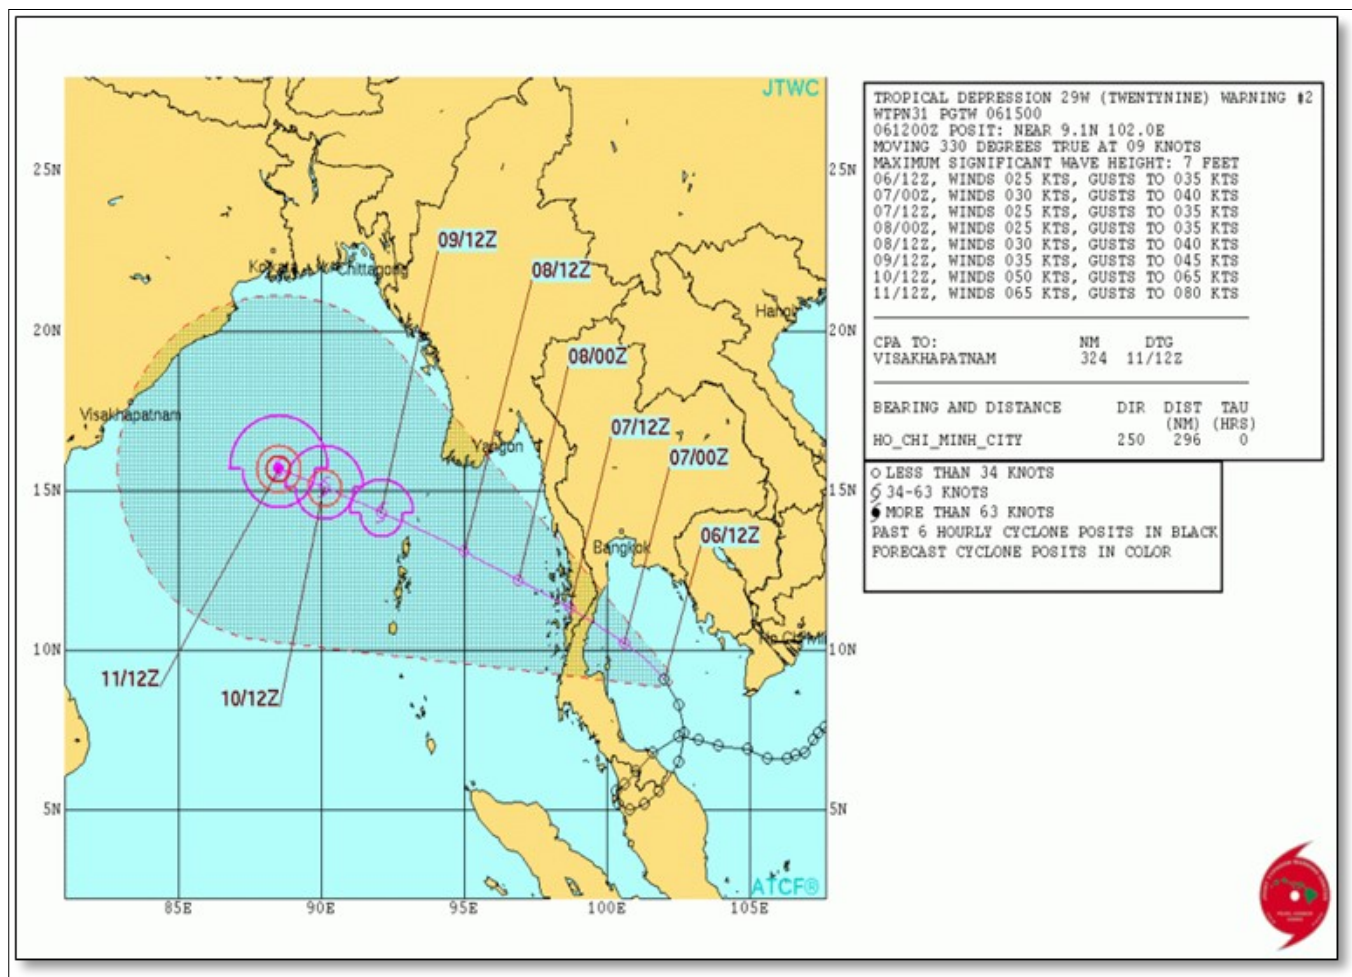 JTWC
TROPICAL DEPRESSION 29W (TWENTYNINE) WARNING #2
WTPN31 PGTW 061500
061200Z POSIT: NEAR 9.1N 102.0E
MOVING 330 DEGREES TRUE AT 09 KNOTS
MAXIMUM SIGNIFICANT WAVE HEIGHT: 7 FEET
06/12Z, WINDS 025 KTS, GUSTS TO 035 KTS
07/00Z, WINDS 030 KTS, GUSTS TO 040 KTS
07/12Z, WINDS 025 KTS, GUSTS TO 035 KTS
08/00Z, WINDS 025 KTS, GUSTS TO 035 KTS
08/12Z, WINDS 030 KTS, GUSTS TO 040 KTS
09/12Z, WINDS 035 KTS, GUSTS TO 045 KTS
10/12Z, WINDS 050 KTS, GUSTS TO 065 KTS
11/12Z, WINDS 065 KTS, GUSTS TO 080 KTS
CPA TO: NM DTG
VISAKHAPATNAM 324 11/12Z
BEARING AND DISTANCE DIR DIST TAU
(NM) (HRS)
HO_CHI_MINH_CITY 250 296 0
LESS THAN 34 KNOTS
34-63 KNOTS
MORE THAN 63 KNOTS
PAST 6 HOURLY CYCLONE POSITS IN BLACK
FORECAST CYCLONE POSITS IN COLOR
25N 25N
09/12Z
Chittagong
08/12Z
Hanoi
20N 20N
08/00Z
Visakhapatnam
07/12Z
Yangon
07/00Z
15N 15N
06/12Z
Bangkok
10N 10N
11/12Z
10/12Z
5N 5N
ATCF®
85E 90E 95E 100E 105E